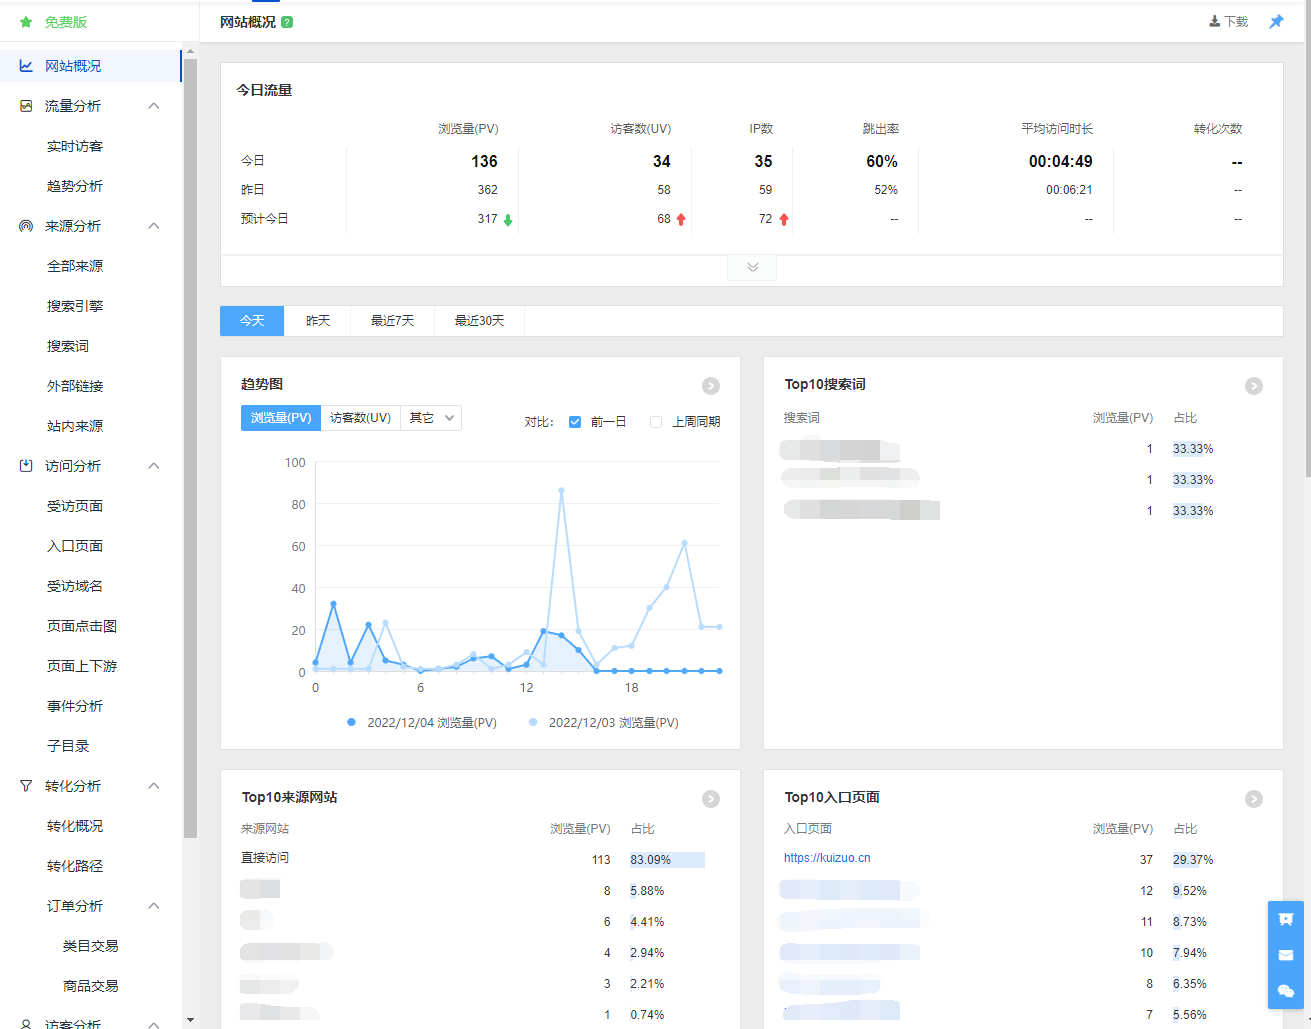 免费版
网站概况
流量分析
实时访客
趋势分析
来源分析
全部来源
搜索引擎
搜索词
外部链接
站内来源
访问分析
受访页面
入口页面
受访域名
页面点击图
页面上下游
事件分析
子目录
转化分析
转化概况
转化路径
订单分析
类目交易
商品交易
访客分析
网站概况 ?
下载
今日流量
浏览量(PV) 访客数(UV) IP数 跳出率 平均访问时长 转化次数
今日 136 34 35 60% 00:04:49 --
昨日 362 58 59 52% 00:06:21 --
预计今日 317 68 72 -- -- --
今天 昨天 最近7天 最近30天
趋势图
浏览量(PV) 访客数(UV) 其它
对比: 前一日 上周同期
100
80
60
40
20
0
0 6 12 18
2022/12/04 浏览量(PV) 2022/12/03 浏览量(PV)
Top10搜索词
搜索词 浏览量(PV) 占比
1 33.33%
1 33.33%
1 33.33%
Top10来源网站
来源网站 浏览量(PV) 占比
直接访问 113 83.09%
8 5.88%
6 4.41%
4 2.94%
3 2.21%
1 0.74%
Top10入口页面
入口页面 浏览量(PV) 占比
https://kuizuo.cn 37 29.37%
12 9.52%
11 8.73%
10 7.94%
8 6.35%
7 5.56%